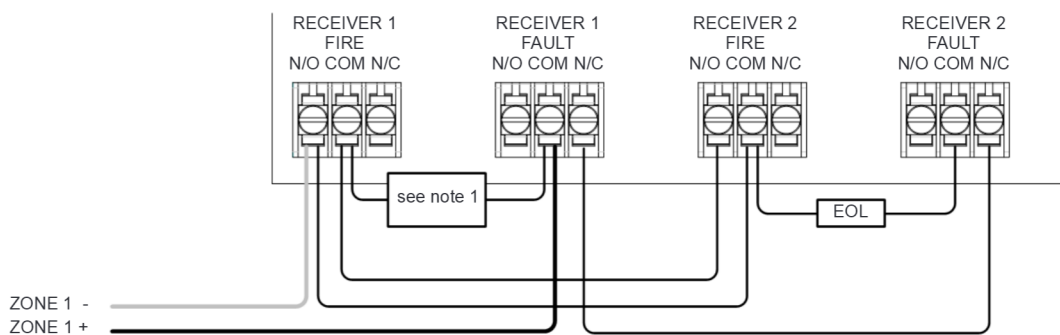 RECEIVER 1
FIRE
N/O COM N/C
RECEIVER 1
FAULT
N/O COM N/C
RECEIVER 2
FIRE
N/O COM N/C
RECEIVER 2
FAULT
N/O COM N/C
see note 1
EOL
ZONE 1 -
ZONE 1 +